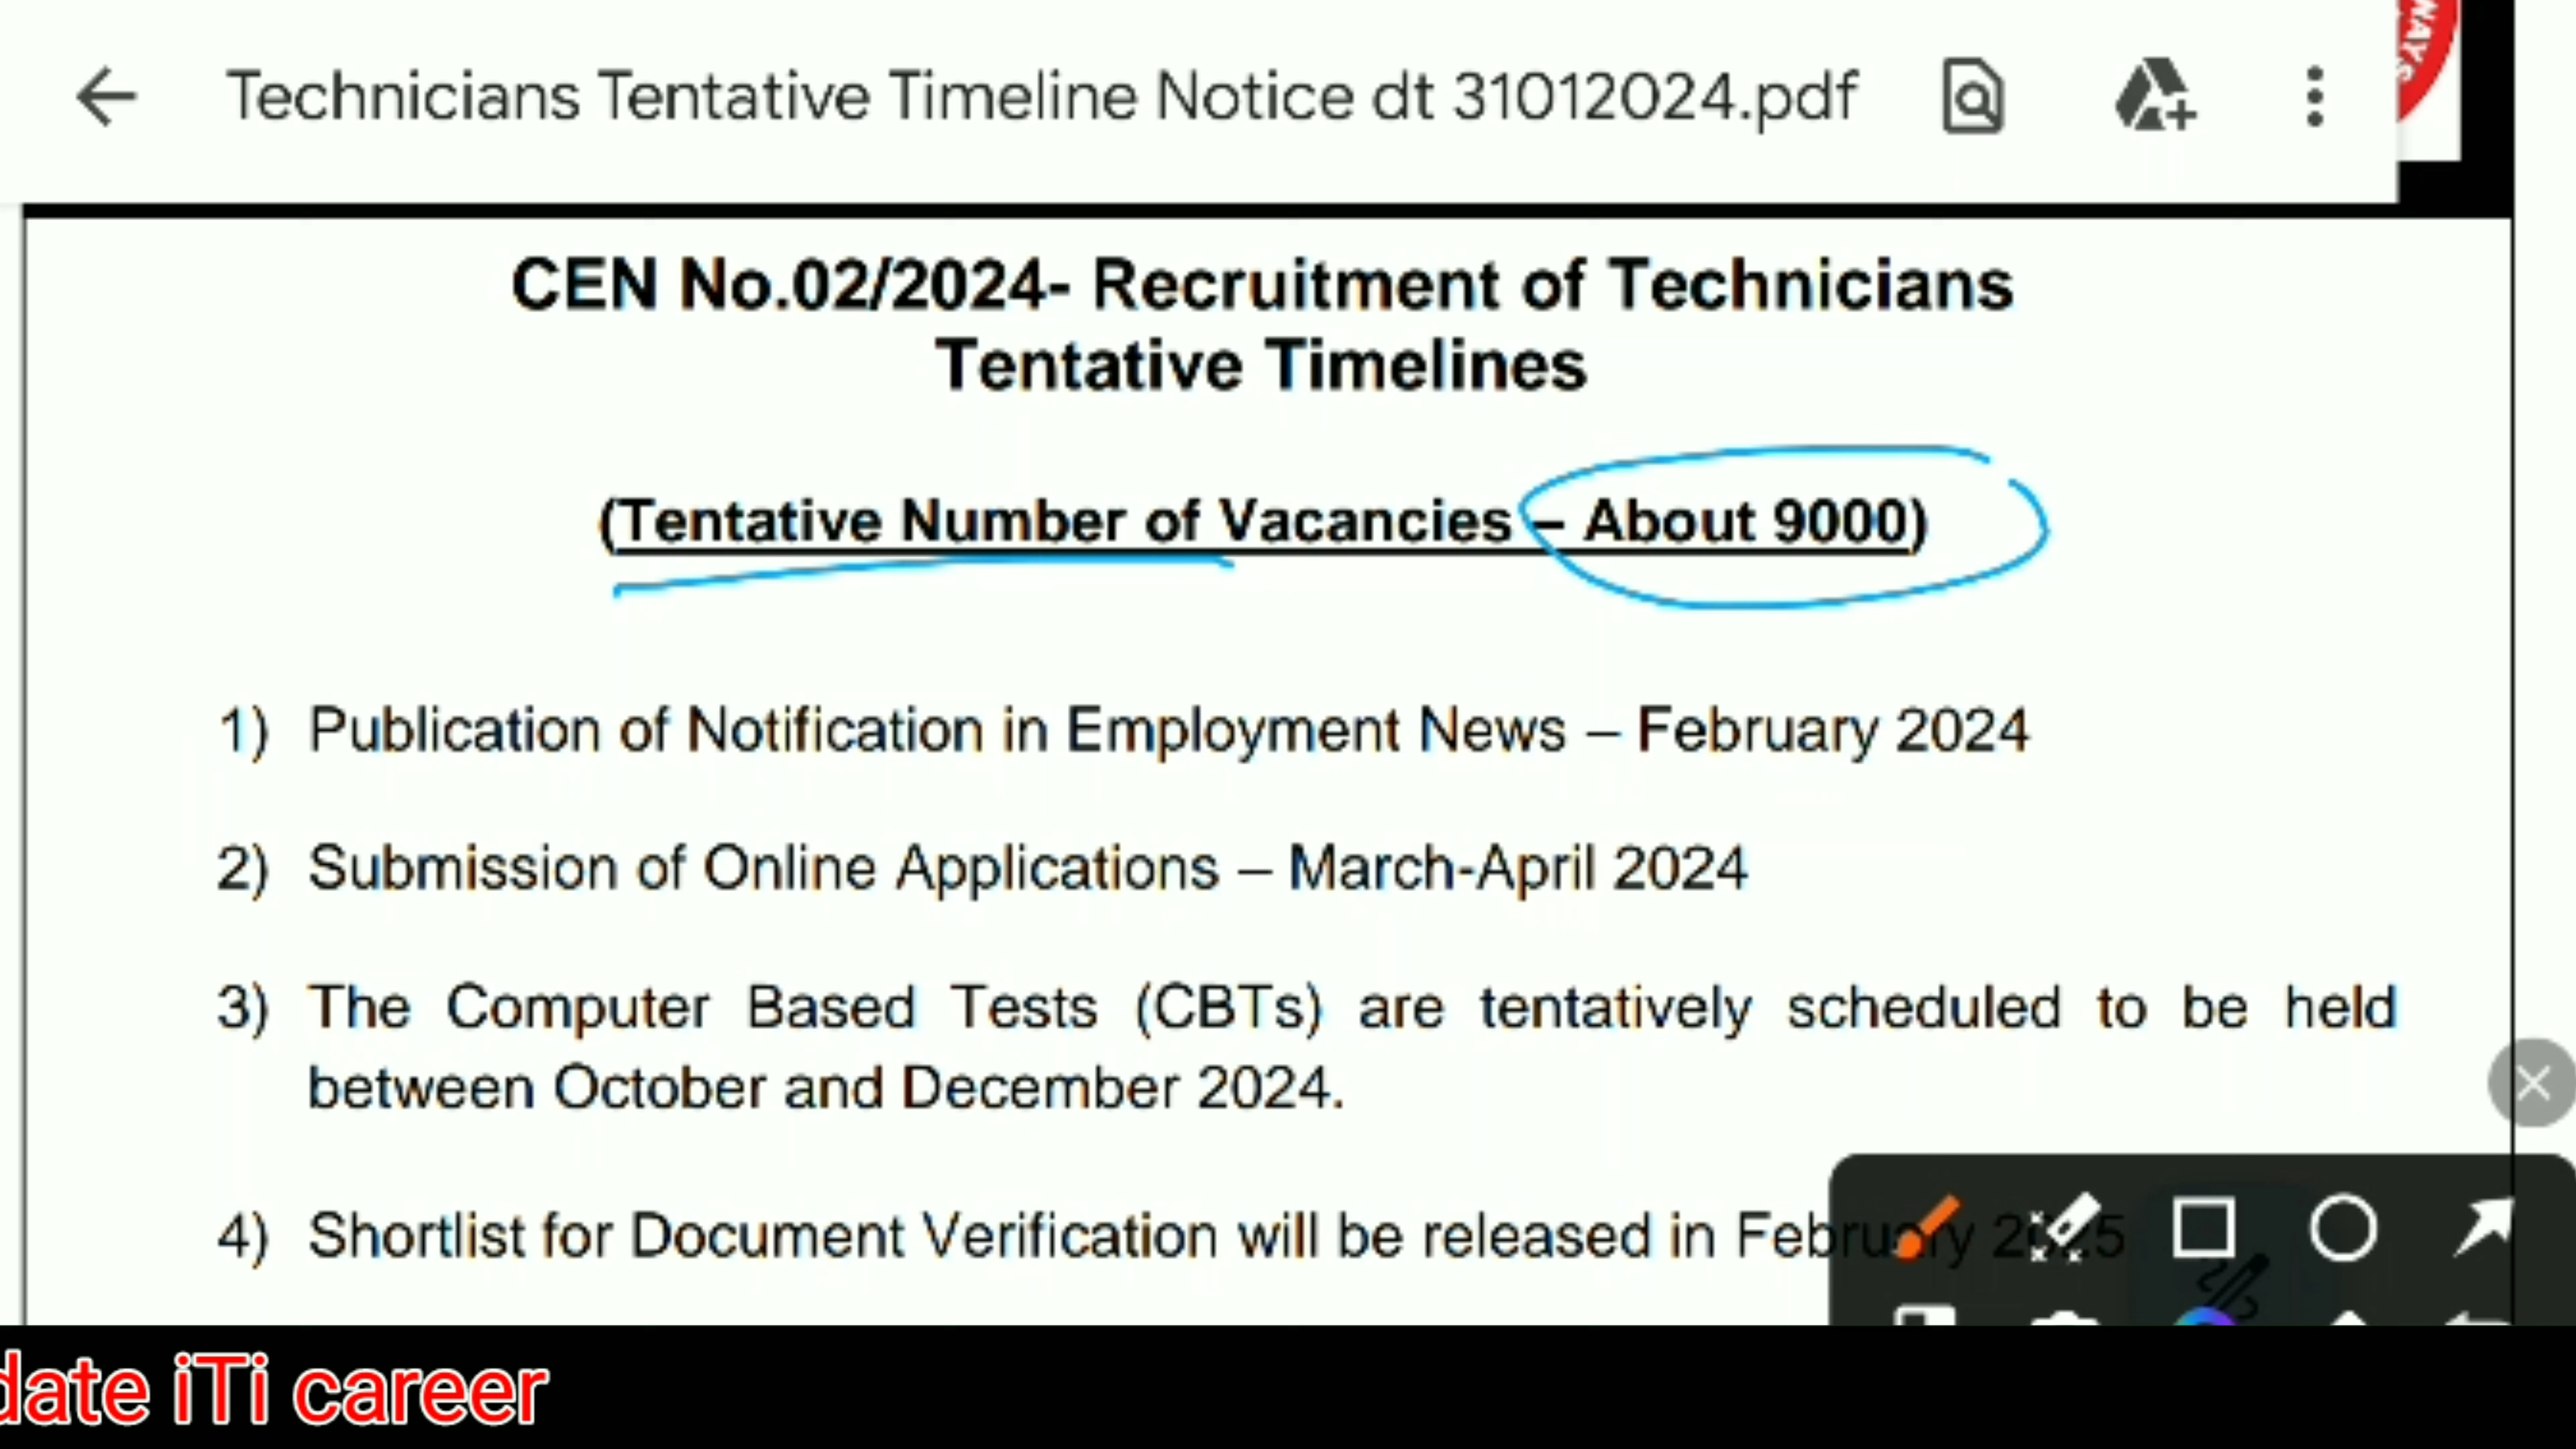 WAYS
Technicians Tentative Timeline Notice dt 31012024.pdf
CEN No.02/2024- Recruitment of Technicians
Tentative Timelines
(Tentative Number of Vacancies – About 9000)
1) Publication of Notification in Employment News – February 2024
2) Submission of Online Applications – March-April 2024
3) The Computer Based Tests (CBTs) are tentatively scheduled to be held
between October and December 2024.
4) Shortlist for Document Verification will be released in February 2025
date iTi career